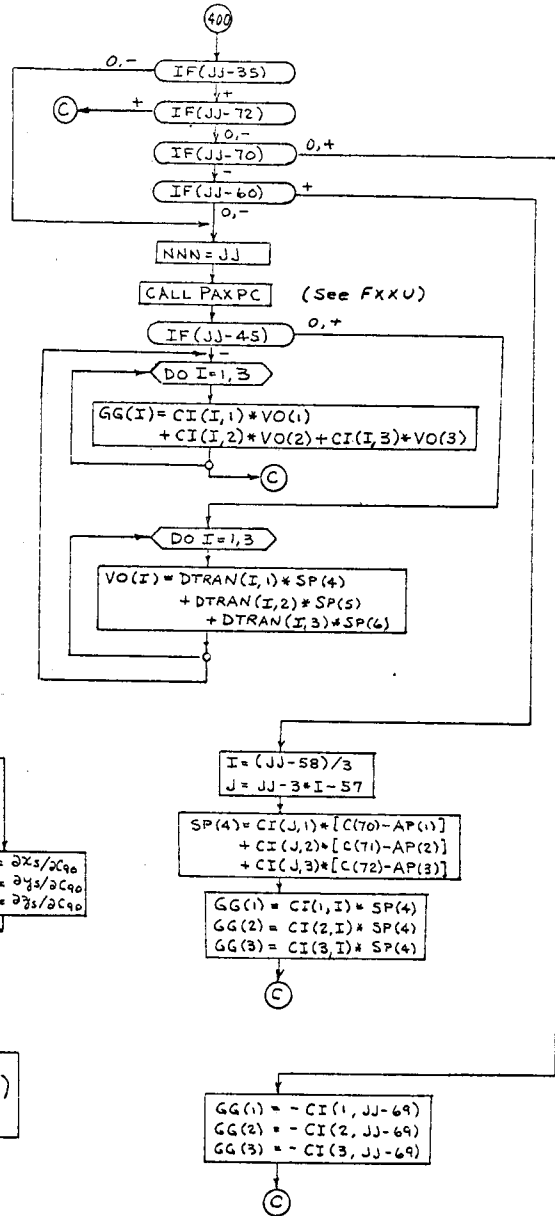 400
IF(JJ-35)
0,-
+
IF(JJ-72)
+
C
0,-
IF(JJ-70)
0,+
-
IF(JJ-60)
+
0,-
NNN=JJ
CALL PAXPC (See FXXU)
IF(JJ-45)
0,+
-
DO I=1,3
GG(I)=CI(I,1)*VO(1)
+CI(I,2)*VO(2)+CI(I,3)*VO(3)
C
DO I=1,3
VO(I)=DTRAN(I,1)*SP(4)
+DTRAN(I,2)*SP(5)
+DTRAN(I,3)*SP(6)
I=(JJ-58)/3
J=JJ-3*I-57
SP(4)=CI(J,1)*[C(70)-AP(1)]
+CI(J,2)*[C(71)-AP(2)]
+CI(J,3)*[C(72)-AP(3)]
= ∂xs/∂C90
= ∂ys/∂C90
= ∂zs/∂C90
GG(1)=CI(1,I)*SP(4)
GG(2)=CI(2,I)*SP(4)
GG(3)=CI(3,I)*SP(4)
C
)
GG(1)=-CI(1,JJ-69)
GG(2)=-CI(2,JJ-69)
GG(3)=-CI(3,JJ-69)
C